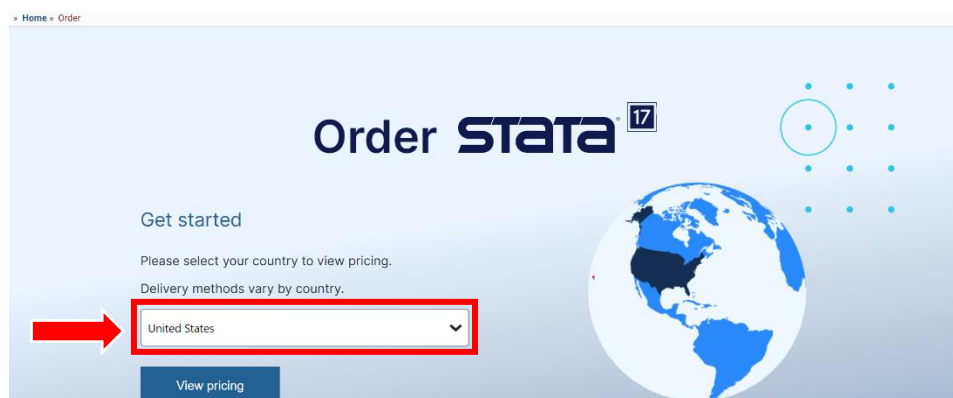 » Home » Order
Order STATA 17
Get started
Please select your country to view pricing.
Delivery methods vary by country.
United States
View pricing